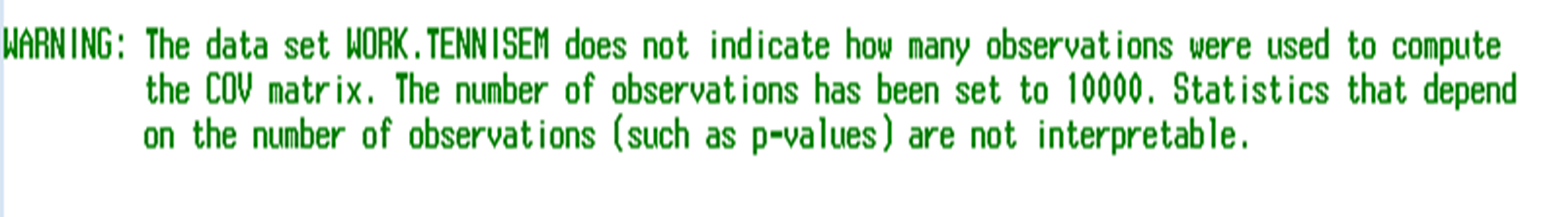 WARNING: The data set WORK.TENNISEM does not indicate how many observations were used to compute
the COV matrix. The number of observations has been set to 10000. Statistics that depend
on the number of observations (such as p-values) are not interpretable.